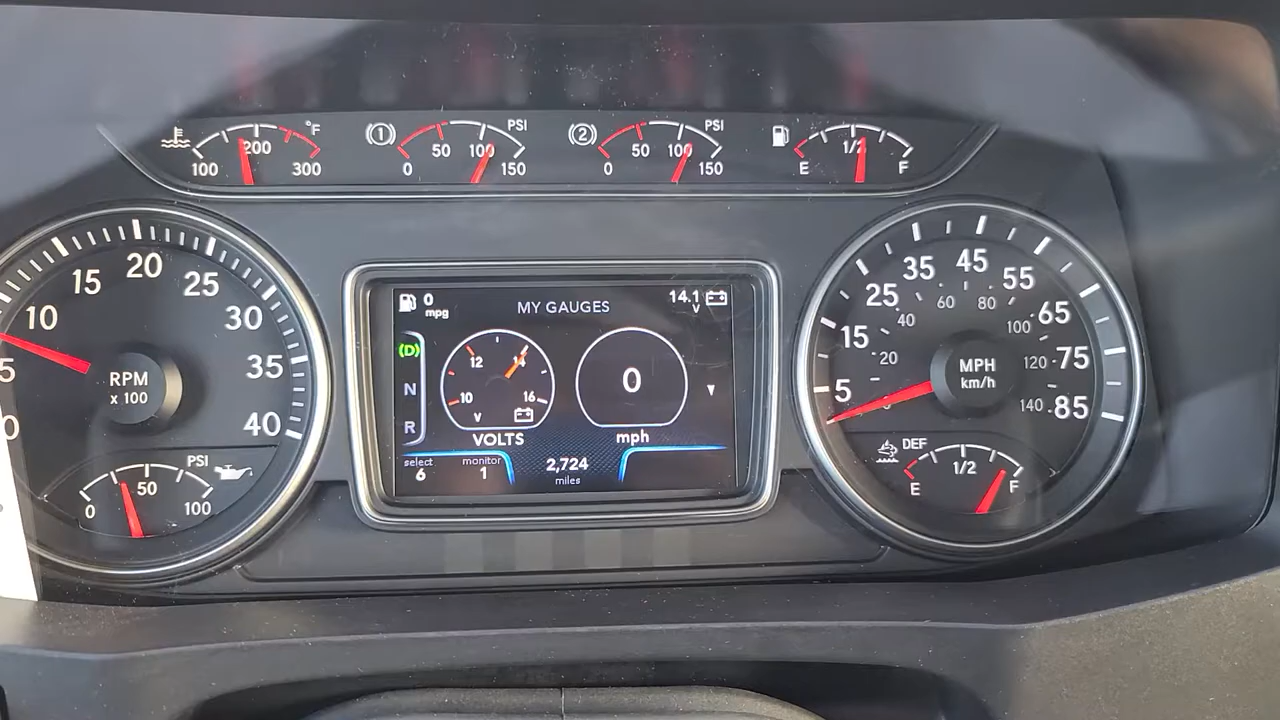 100 200 300 °F
(1) 0 50 100 150 PSI
(2) 0 50 100 150 PSI
E 1/2 F
5 10 15 20 25 30 35 40
RPM
x 100
0 50 100 PSI
0
mpg
MY GAUGES
14.1
V
(D)
N
R
10 12 14 16
V
VOLTS
0
mph
select
6
monitor
1
2,724
miles
5 15 25 35 45 55 65 75 85
20 40 60 80 100 120 140
MPH
km/h
DEF
E 1/2 F